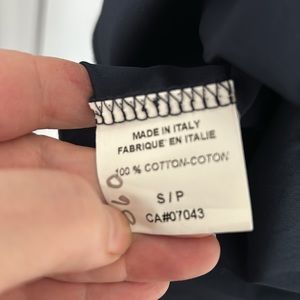 MADE IN ITALY
FABRIQUE' EN ITALIE
100 % COTTON-COTON
S / P
CA#07043